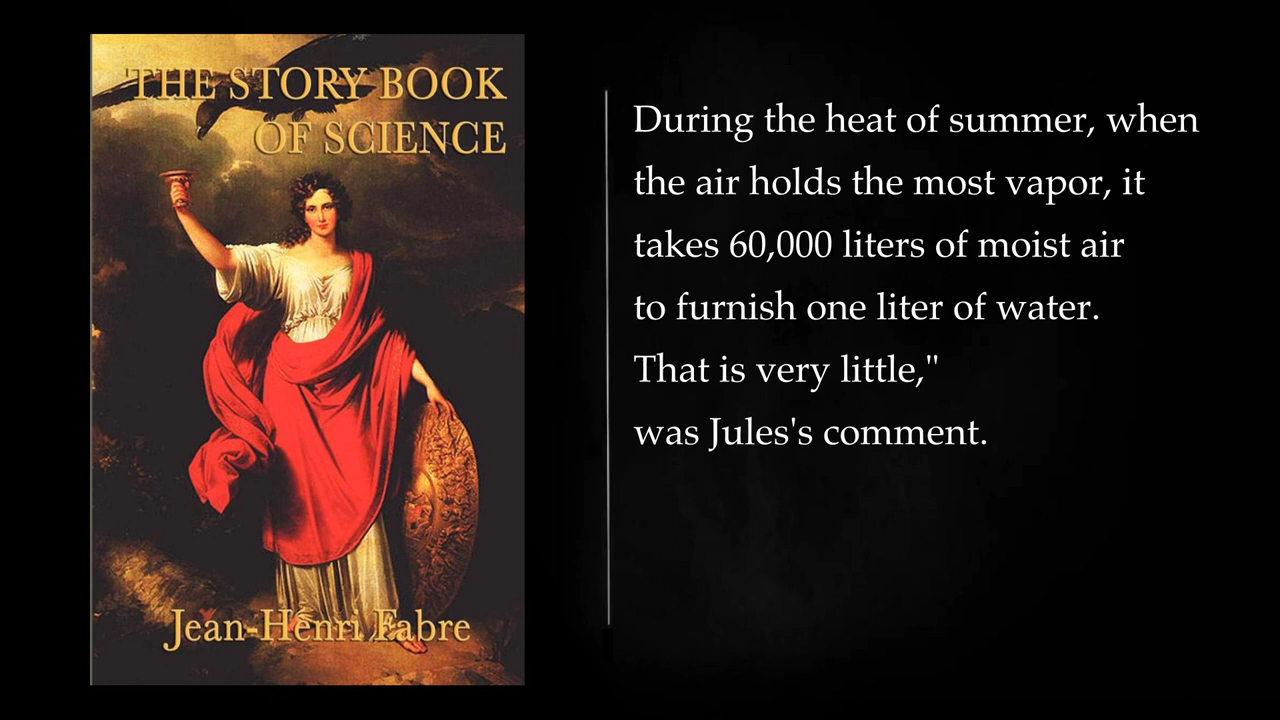 THE STORY BOOK
OF SCIENCE
Jean-Henri Fabre
During the heat of summer, when
the air holds the most vapor, it
takes 60,000 liters of moist air
to furnish one liter of water.
That is very little,"
was Jules's comment.